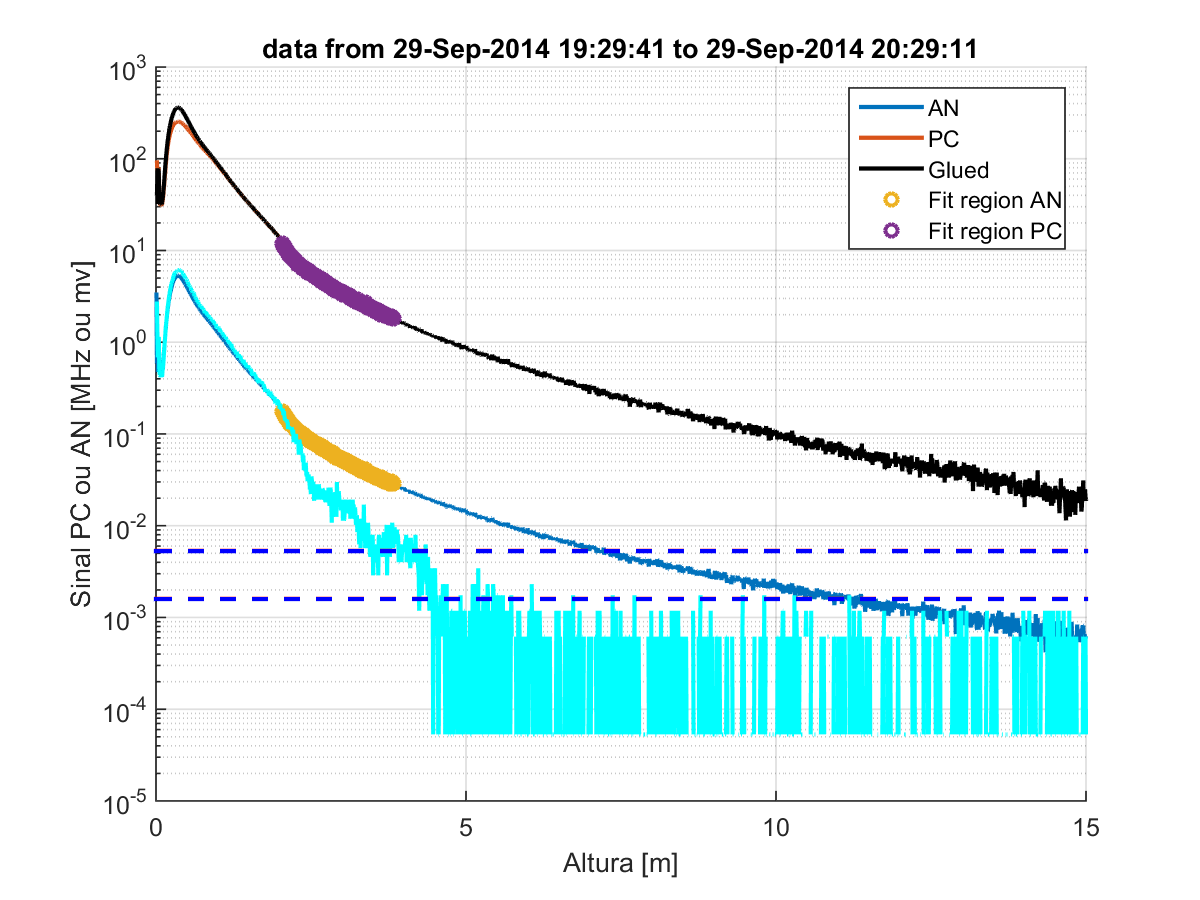 data from 29-Sep-2014 19:29:41 to 29-Sep-2014 20:29:11
10^3
10^2
10^1
10^0
10^-1
10^-2
10^-3
10^-4
10^-5
Sinal PC ou AN [MHz ou mv]
AN
PC
Glued
Fit region AN
Fit region PC
0 5 10 15
Altura [m]